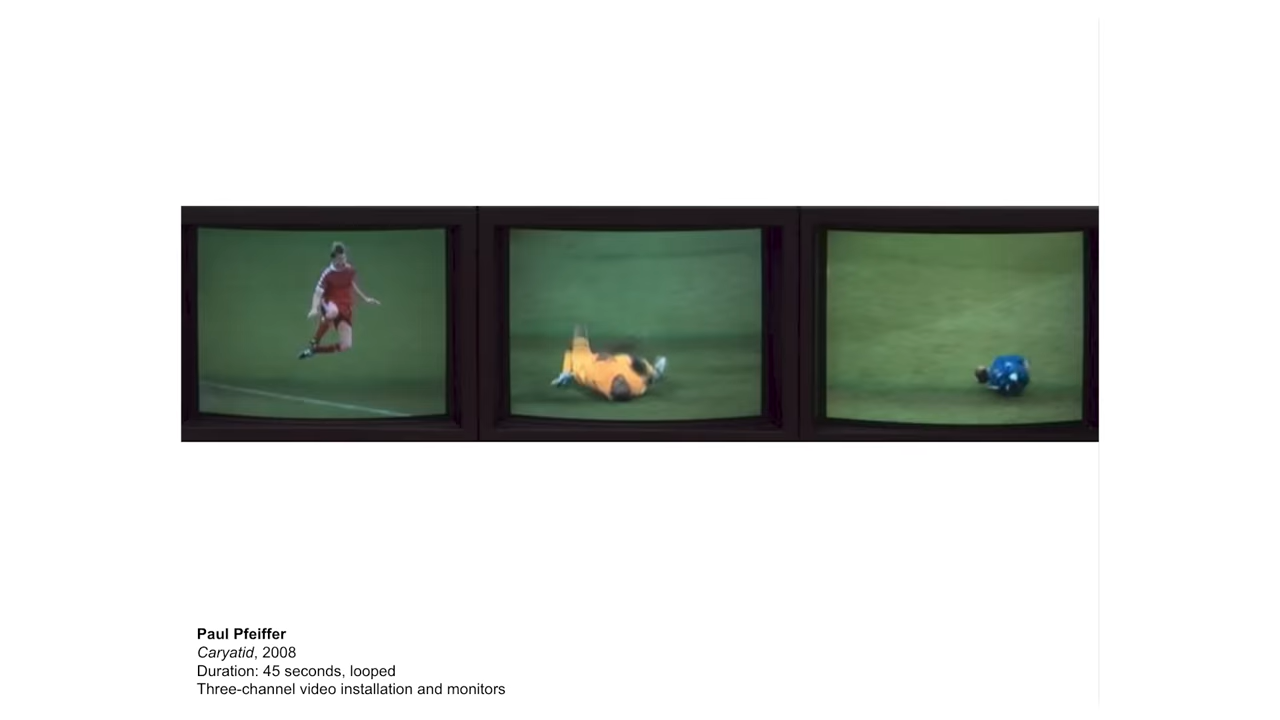 Paul Pfeiffer
Caryatid, 2008
Duration: 45 seconds, looped
Three-channel video installation and monitors